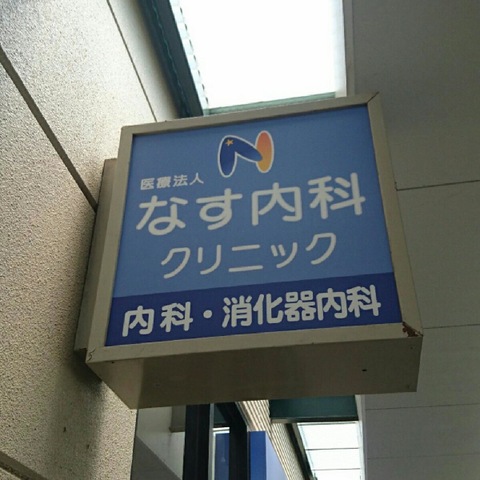 医療法人
なす内科
クリニック
内科・消化器内科